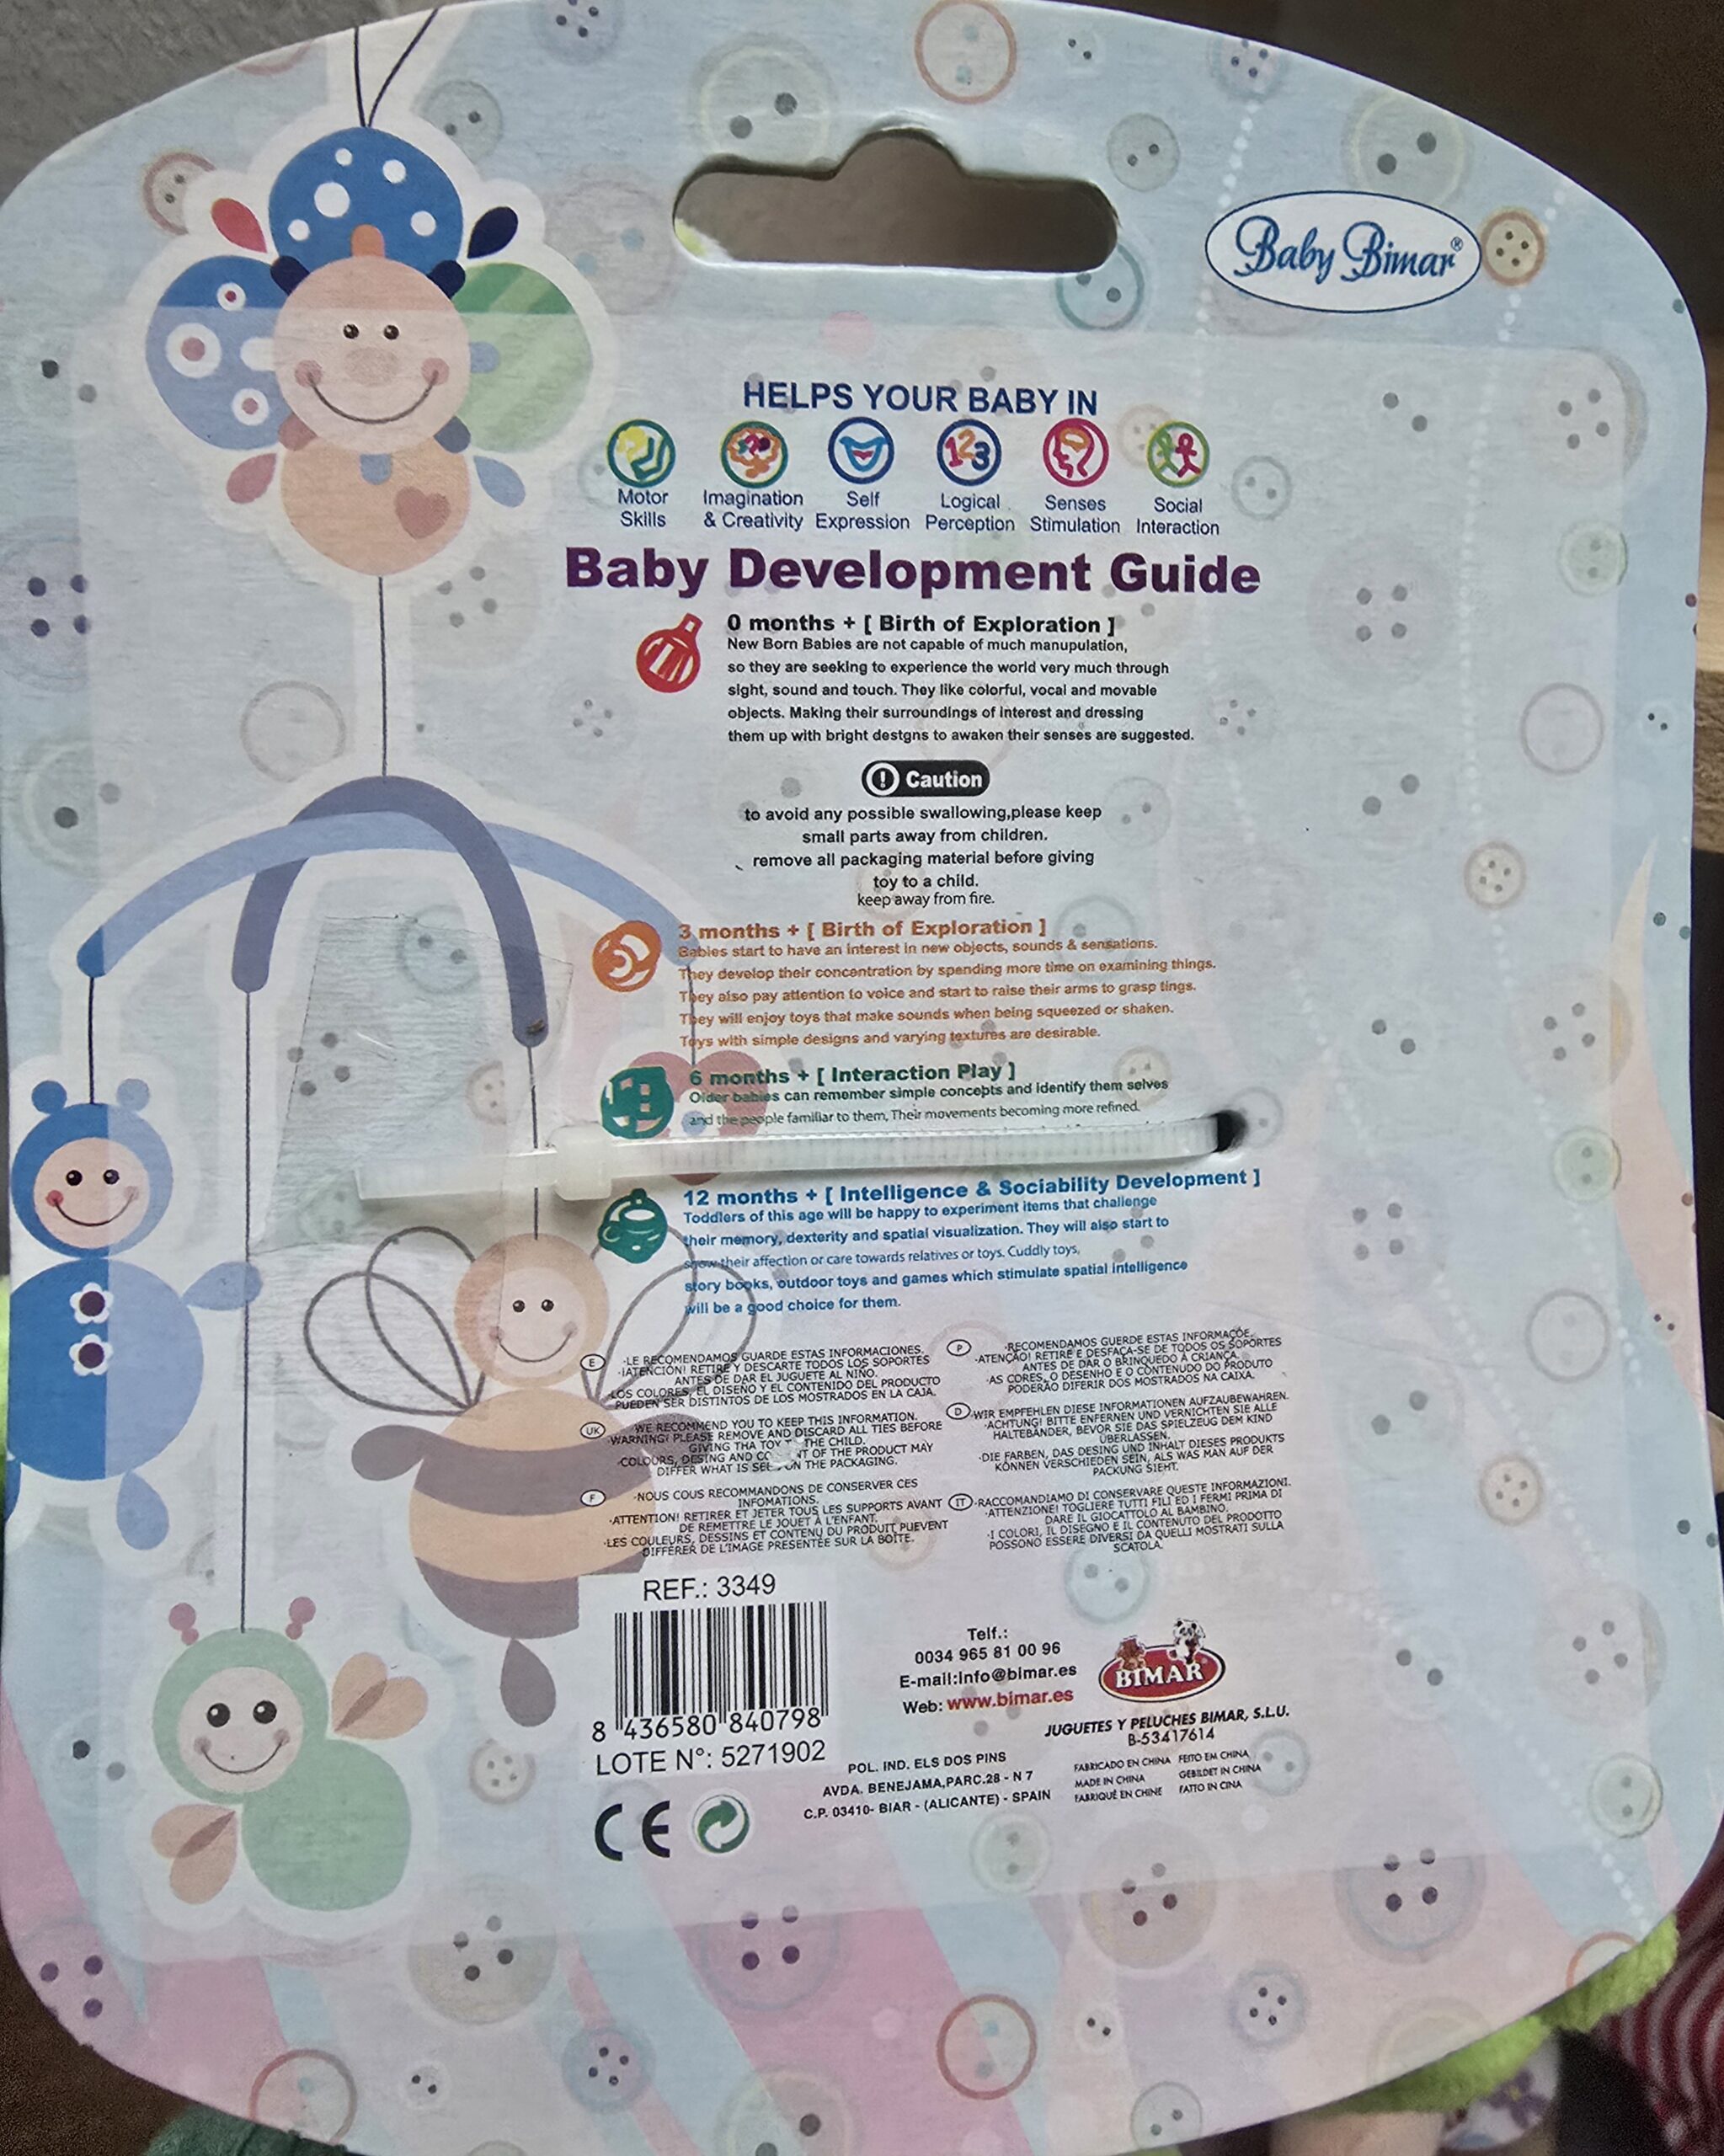 Baby Bimar®
HELPS YOUR BABY IN
Motor Skills
Imagination & Creativity
Self Expression
1 2 3
Logical Perception
Senses Stimulation
Social Interaction
Baby Development Guide
0 months + [ Birth of Exploration ]
New Born Babies are not capable of much manupulation,
so they are seeking to experience the world very much through
sight, sound and touch. They like colorful, vocal and movable
objects. Making their surroundings of interest and dressing
them up with bright destgns to awaken their senses are suggested.
! Caution
to avoid any possible swallowing,please keep
small parts away from children.
remove all packaging material before giving
toy to a child.
keep away from fire.
3 months + [ Birth of Exploration ]
Babies start to have an interest in new objects, sounds & sensations.
They develop their concentration by spending more time on examining things.
They also pay attention to voice and start to raise their arms to grasp tings.
They will enjoy toys that make sounds when being squeezed or shaken.
Toys with simple designs and varying textures are desirable.
6 months + [ Interaction Play ]
Older babies can remember simple concepts and identify them selves
and the people familiar to them, Their movements becoming more refined.
12 months + [ Intelligence & Sociability Development ]
Toddlers of this age will be happy to experiment items that challenge
their memory, dexterity and spatial visualization. They will also start to
show their affection or care towards relatives or toys. Cuddly toys,
story books, outdoor toys and games which stimulate spatial intelligence
will be a good choice for them.
E
·LE RECOMENDAMOS GUARDE ESTAS INFORMACIONES.
·¡ATENCIÓN! RETIRE Y DESCARTE TODOS LOS SOPORTES
ANTES DE DAR EL JUGUETE AL NIÑO.
·LOS COLORES, EL DISEÑO Y EL CONTENIDO DEL PRODUCTO
PUEDEN SER DISTINTOS DE LOS MOSTRADOS EN LA CAJA.
UK
·WE RECOMMEND YOU TO KEEP THIS INFORMATION.
·WARNING! PLEASE REMOVE AND DISCARD ALL TIES BEFORE
GIVING THA TOY THE CHILD.
·COLOURS, DESING AND OF THE PRODUCT MAY
DIFFER WHAT IS ON THE PACKAGING.
F
·NOUS COUS RECOMMANDONS DE CONSERVER CES
INFOMATIONS.
·ATTENTION! RETIRER ET JETER TOUS LES SUPPORTS AVANT
DE REMETTRE LE JOUET À L'ENFANT.
·LES COULEURS, DESSINS ET CONTENU DU PRODUIT PUEVENT
DIFFÉRER DE L'IMAGE PRESENTÉE SUR LA BOÎTE.
P
·RECOMENDAMOS GUERDE ESTAS INFORMAÇÕE.
·ATENÇÃO! RETIRE E DESFAÇA-SE DE TODOS OS SOPORTES
ANTES DE DAR O BRINQUEDO À CRIANÇA.
·AS CORES, O DESENHO E O CONTENUDO DO PRODUTO
PODERÃO DIFERIR DOS MOSTRADOS NA CAIXA.
D
·WIR EMPFEHLEN DIESE INFORMATIONEN AUFZAUBEWAHREN.
·ACHTUNG! BITTE ENFERNEN UND VERNICHTEN SIE ALLE
HALTEBÄNDER, BEVOR SIE DAS SPIELZEUG DEM KIND
ÜBERLASSEN.
·DIE FARBEN, DAS DESING UND INHALT DIESES PRODUKTS
KÖNNEN VERSCHIEDEN SEIN, ALS WAS MAN AUF DER
PACKUNG SIEHT.
IT
·RACCOMANDIAMO DI CONSERVARE QUESTE INFORMAZIONI.
·ATTENZIONE! TOGLIERE TUTTI FILI ED I FERMI PRIMA DI
DARE IL GIOCATTOLO AL BAMBINO.
·I COLORI, IL DISEGNO E IL CONTENUTO DEL PRODOTTO
POSSONO ESSERE DIVERSI DA QUELLI MOSTRATI SULLA
SCATOLA.
REF.: 3349
8 436580 840798
LOTE N°: 5271902
CE
Telf.:
0034 965 81 00 96
E-mail:info@bimar.es
Web: www.bimar.es
BIMAR
JUGUETES Y PELUCHES BIMAR, S.L.U.
B-53417614
POL. IND. ELS DOS PINS
AVDA. BENEJAMA,PARC.28 - N 7
C.P. 03410- BIAR - (ALICANTE) - SPAIN
FABRICADO EN CHINA FEITO EM CHINA
MADE IN CHINA GEBILDET IN CHINA
FABRIQUÉ EN CHINE FATTO IN CINA